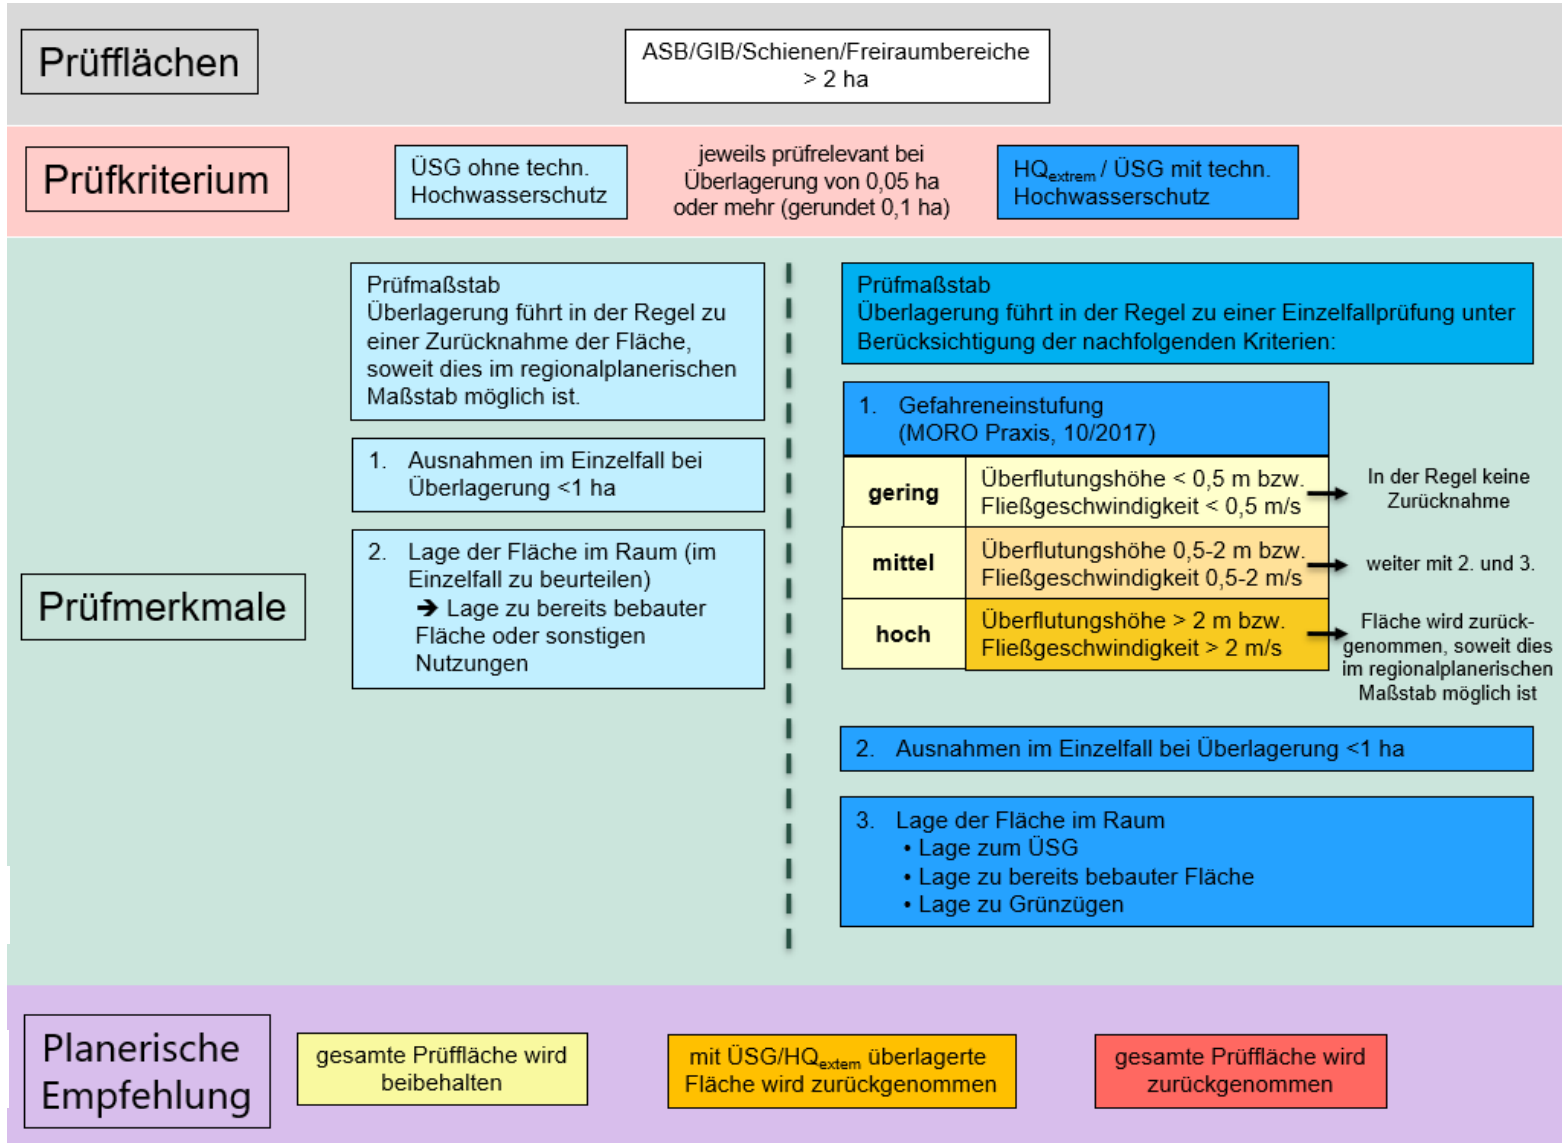 Prüfflächen
ASB/GIB/Schienen/Freiraumbereiche
> 2 ha
Prüfkriterium
ÜSG ohne techn.
Hochwasserschutz
jeweils prüfrelevant bei
Überlagerung von 0,05 ha
oder mehr (gerundet 0,1 ha)
HQextrem / ÜSG mit techn.
Hochwasserschutz
Prüfmerkmale
Prüfmaßstab
Überlagerung führt in der Regel zu
einer Zurücknahme der Fläche,
soweit dies im regionalplanerischen
Maßstab möglich ist.
1. Ausnahmen im Einzelfall bei
Überlagerung <1 ha
2. Lage der Fläche im Raum (im
Einzelfall zu beurteilen)
➔ Lage zu bereits bebauter
Fläche oder sonstigen
Nutzungen
Prüfmaßstab
Überlagerung führt in der Regel zu einer Einzelfallprüfung unter
Berücksichtigung der nachfolgenden Kriterien:
1. Gefahreneinstufung
(MORO Praxis, 10/2017)
gering
Überflutungshöhe < 0,5 m bzw.
Fließgeschwindigkeit < 0,5 m/s
In der Regel keine
Zurücknahme
mittel
Überflutungshöhe 0,5-2 m bzw.
Fließgeschwindigkeit 0,5-2 m/s
weiter mit 2. und 3.
hoch
Überflutungshöhe > 2 m bzw.
Fließgeschwindigkeit > 2 m/s
Fläche wird zurück-
genommen, soweit dies
im regionalplanerischen
Maßstab möglich ist
2. Ausnahmen im Einzelfall bei Überlagerung <1 ha
3. Lage der Fläche im Raum
• Lage zum ÜSG
• Lage zu bereits bebauter Fläche
• Lage zu Grünzügen
Planerische
Empfehlung
gesamte Prüffläche wird
beibehalten
mit ÜSG/HQextem überlagerte
Fläche wird zurückgenommen
gesamte Prüffläche wird
zurückgenommen